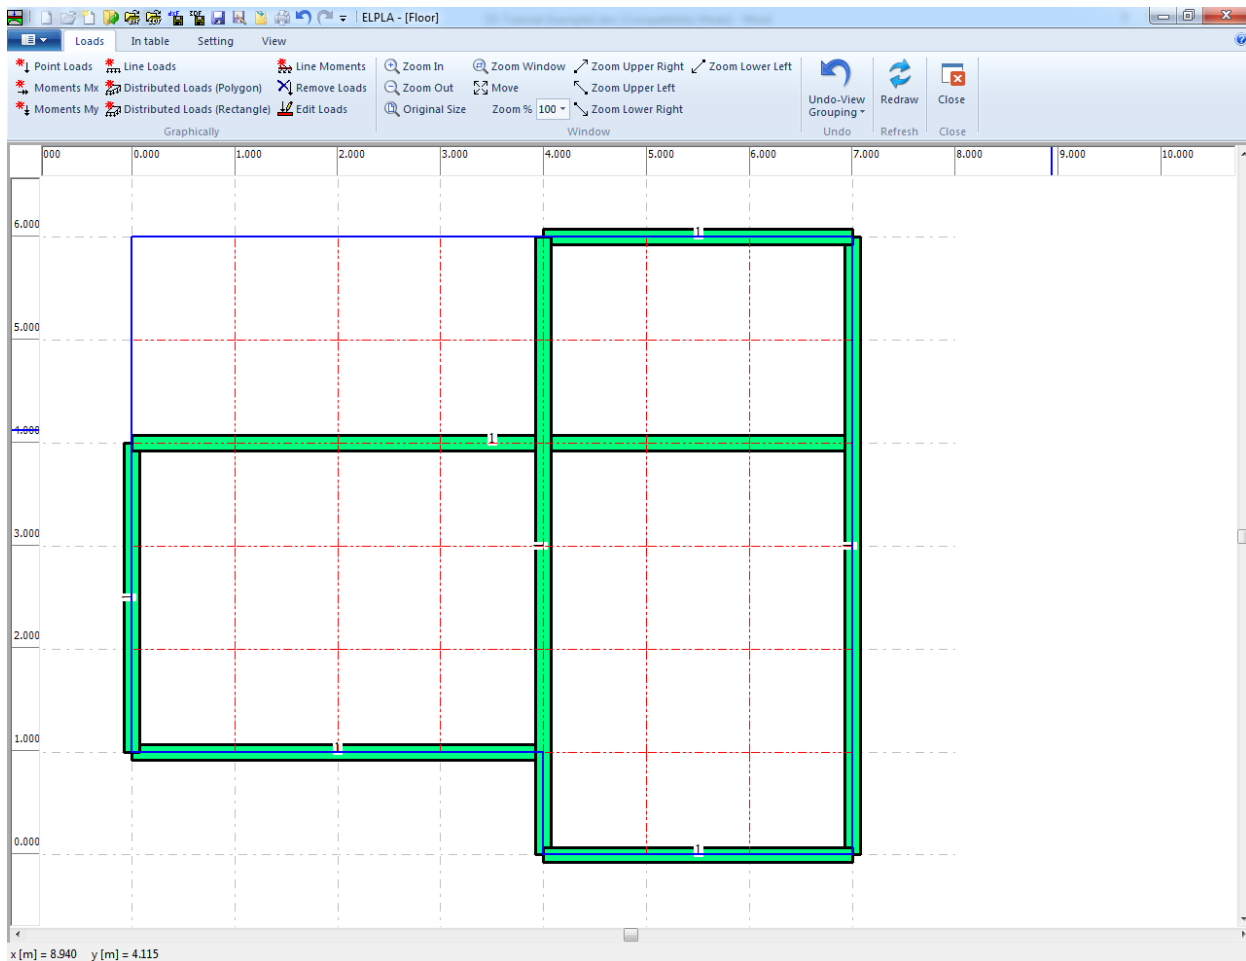 ELPLA - [Floor]
Loads In table Setting View
Point Loads Line Loads Line Moments Zoom In Zoom Window Zoom Upper Right Zoom Lower Left
Moments Mx Distributed Loads (Polygon) Remove Loads Zoom Out Move Zoom Upper Left Undo-View Redraw Close
Moments My Distributed Loads (Rectangle) Edit Loads Original Size Zoom % 100 Zoom Lower Right Grouping
Graphically Window Undo Refresh Close
000 0.000 1.000 2.000 3.000 4.000 5.000 6.000 7.000 8.000 9.000 10.000
6.000
1
5.000
4.000
1
3.000
1 1
1
2.000
1.000
1
0.000
1
x [m] = 8.940 y [m] = 4.115